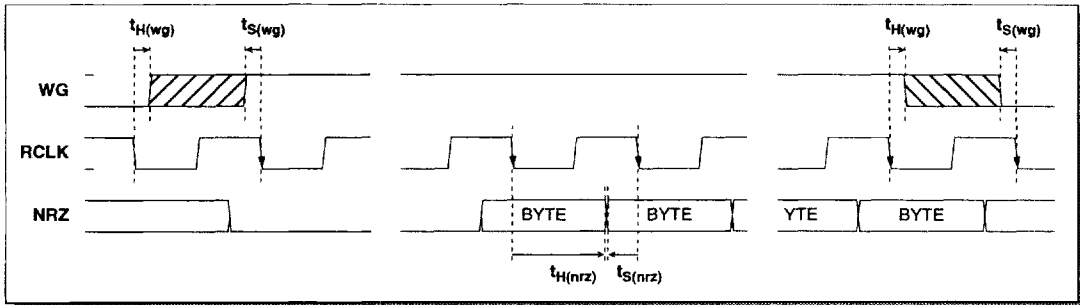 tH(wg) tS(wg) tH(wg) tS(wg)
WG
RCLK
NRZ BYTE BYTE YTE BYTE
tH(nrz) tS(nrz)